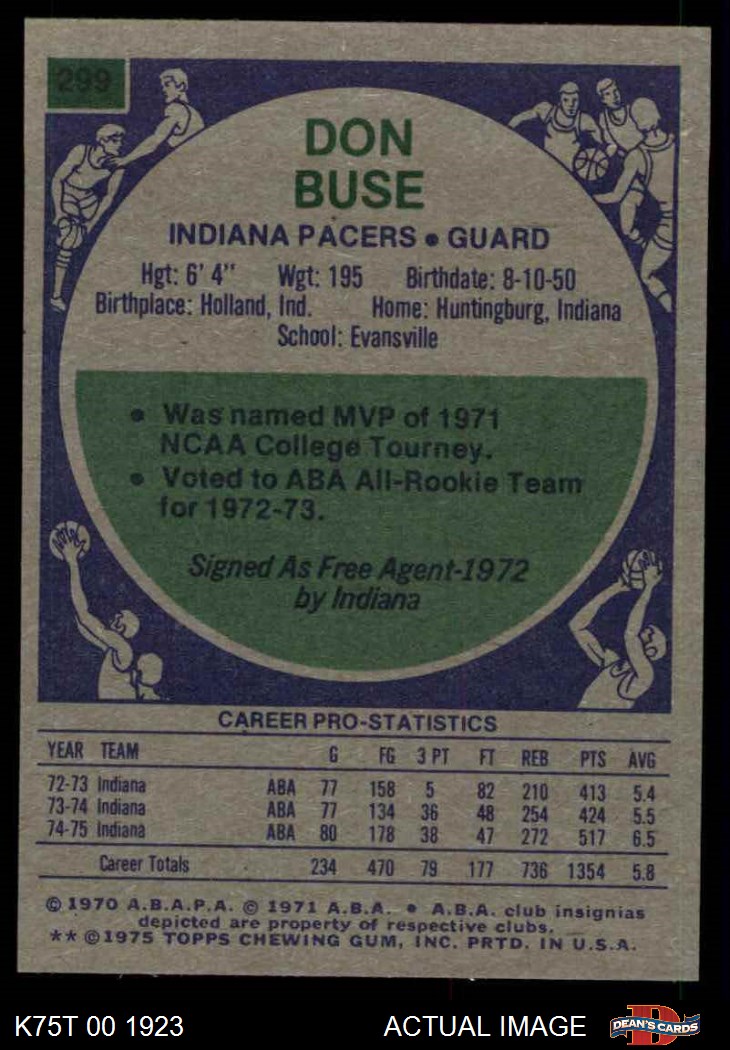 299
DON
BUSE
INDIANA PACERS • GUARD
Hgt: 6' 4" Wgt: 195 Birthdate: 8-10-50
Birthplace: Holland, Ind. Home: Huntingburg, Indiana
School: Evansville
• Was named MVP of 1971
NCAA College Tourney.
• Voted to ABA All-Rookie Team
for 1972-73.
Signed As Free Agent-1972
by Indiana
CAREER PRO-STATISTICS
YEAR TEAM G FG 3 PT FT REB PTS AVG
72-73 Indiana ABA 77 158 5 82 210 413 5.4
73-74 Indiana ABA 77 134 36 48 254 424 5.5
74-75 Indiana ABA 80 178 38 47 272 517 6.5
Career Totals 234 470 79 177 736 1354 5.8
© 1970 A.B.A.P.A. © 1971 A.B.A. • A.B.A. club insignias
depicted are property of respective clubs.
** © 1975 TOPPS CHEWING GUM, INC. PRTD. IN U.S.A.
K75T 00 1923 ACTUAL IMAGE
D
DEAN'S CARDS